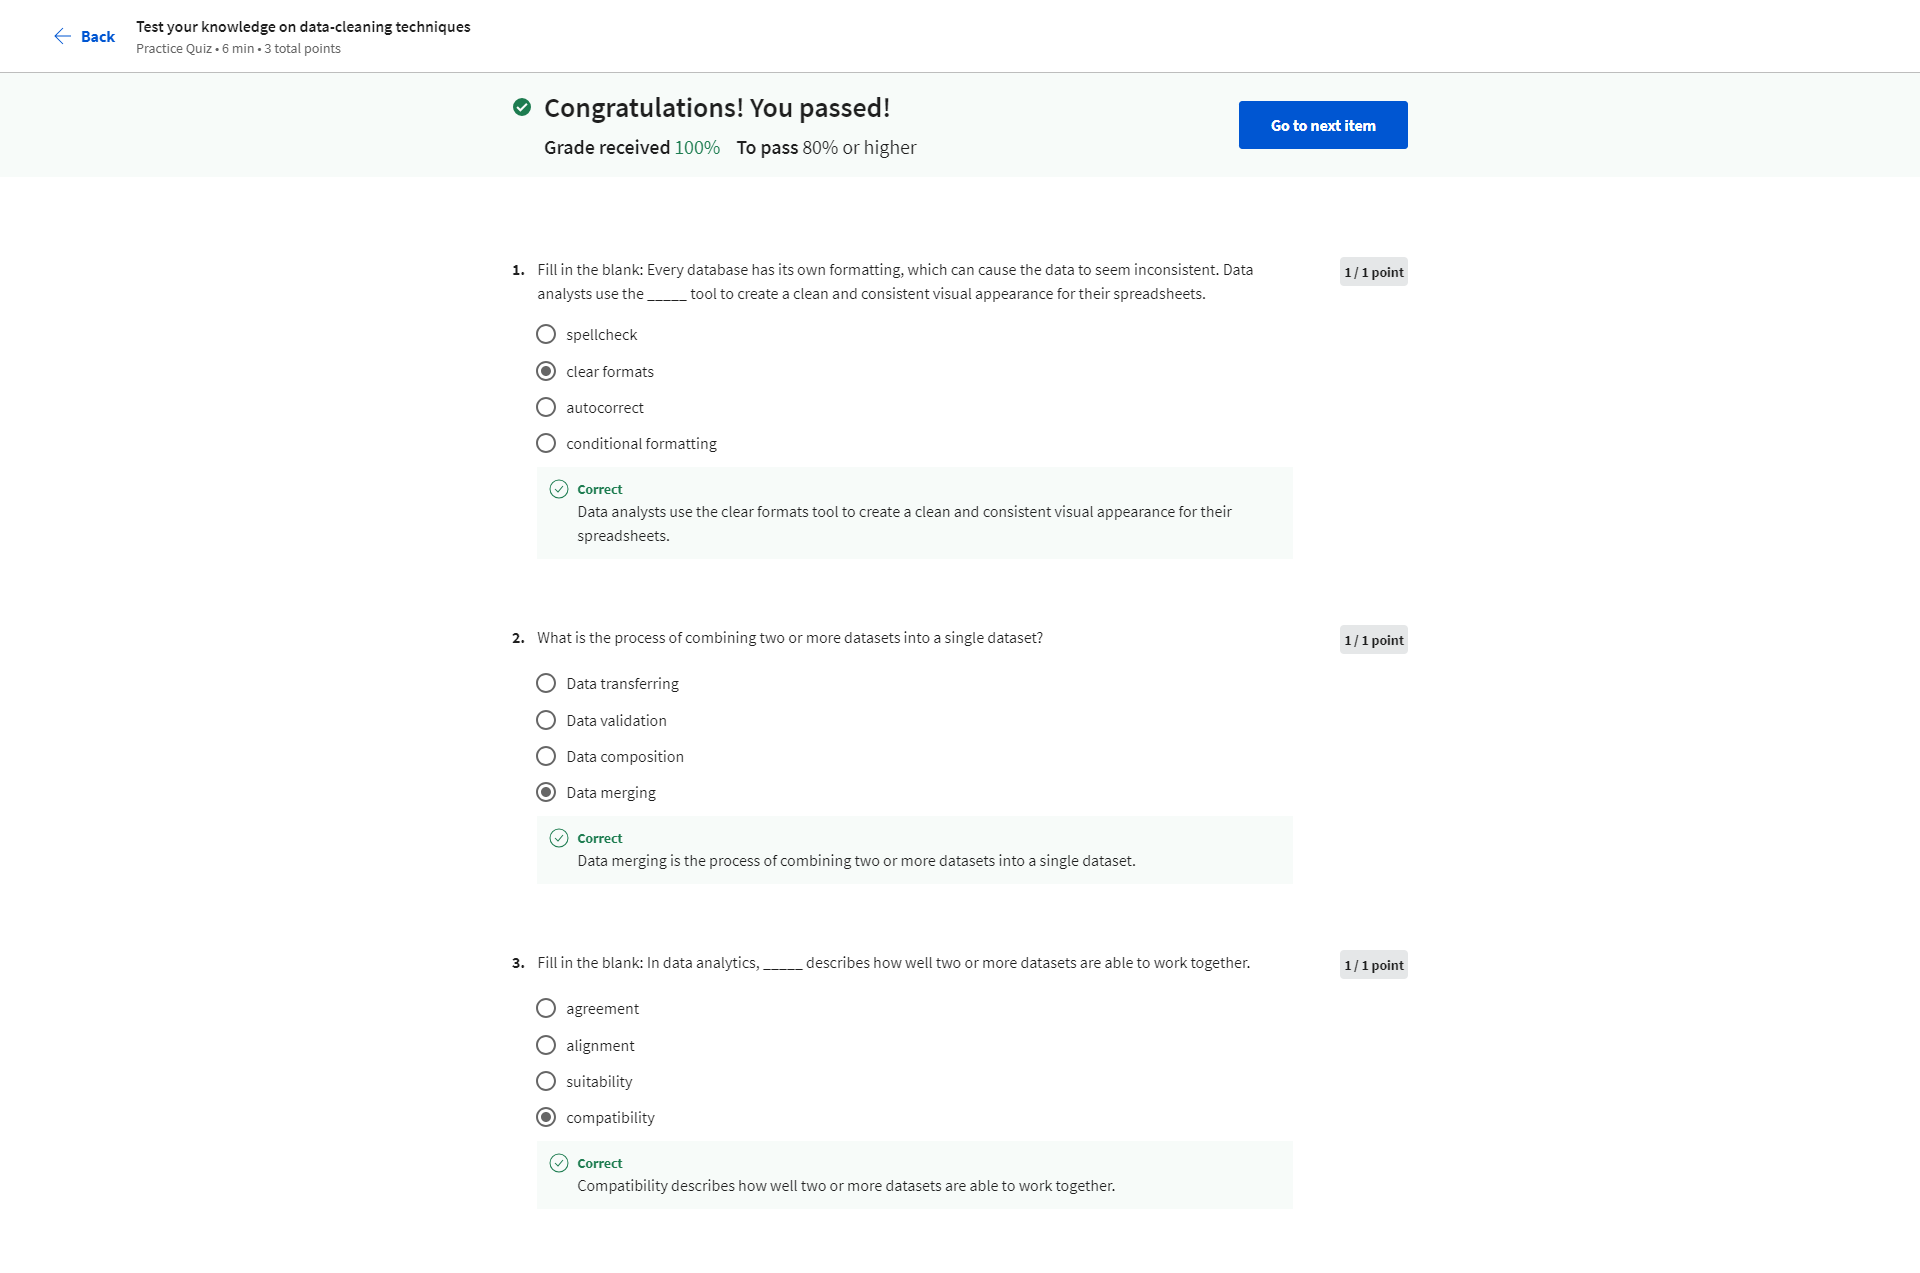 Back
Test your knowledge on data-cleaning techniques
Practice Quiz • 6 min • 3 total points
Congratulations! You passed!
Grade received 100% To pass 80% or higher
Go to next item
1. Fill in the blank: Every database has its own formatting, which can cause the data to seem inconsistent. Data
analysts use the _____ tool to create a clean and consistent visual appearance for their spreadsheets.
1 / 1 point
spellcheck
clear formats
autocorrect
conditional formatting
Correct
Data analysts use the clear formats tool to create a clean and consistent visual appearance for their
spreadsheets.
2. What is the process of combining two or more datasets into a single dataset?
1 / 1 point
Data transferring
Data validation
Data composition
Data merging
Correct
Data merging is the process of combining two or more datasets into a single dataset.
3. Fill in the blank: In data analytics, _____ describes how well two or more datasets are able to work together.
1 / 1 point
agreement
alignment
suitability
compatibility
Correct
Compatibility describes how well two or more datasets are able to work together.